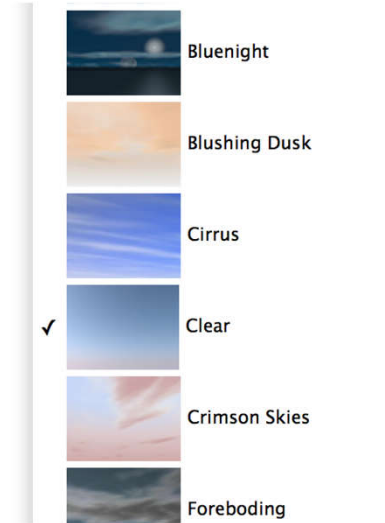 Bluenight
Blushing Dusk
Cirrus
Clear
Crimson Skies
Foreboding